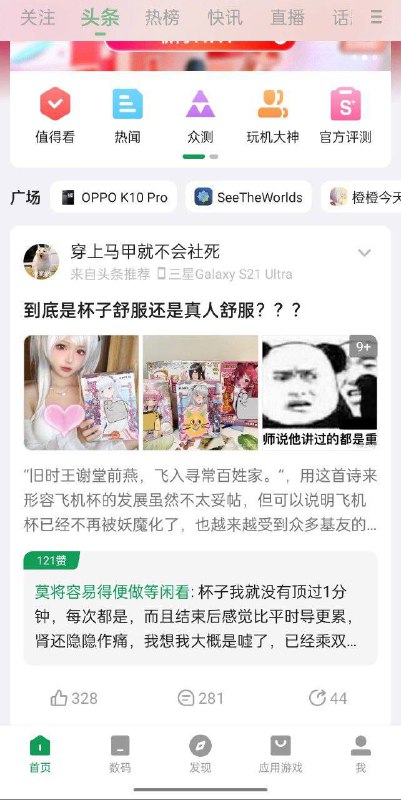 关注 头条 热榜 快讯 直播
值得看 热闻 众测 玩机大神 官方评测
广场 OPPO K10 Pro SeeTheWorlds 橙橙今天
穿上马甲就不会社死
来自头条推荐 三星Galaxy S21 Ultra
到底是杯子舒服还是真人舒服？？？
9+
师说他讲过的都是重
“旧时王谢堂前燕，飞入寻常百姓家。”，用这首诗来
形容飞机杯的发展虽然不太妥帖，但可以说明飞机
杯已经不再被妖魔化了，也越来越受到众多基友的...
121赞
莫将容易得便做等闲看: 杯子我就没有顶过1分
钟，每次都是，而且结束后感觉比平时导更累，
肾还隐隐作痛，我想我大概是嘘了，已经乘双...
328 281 44
首页 数码 发现 应用游戏 我